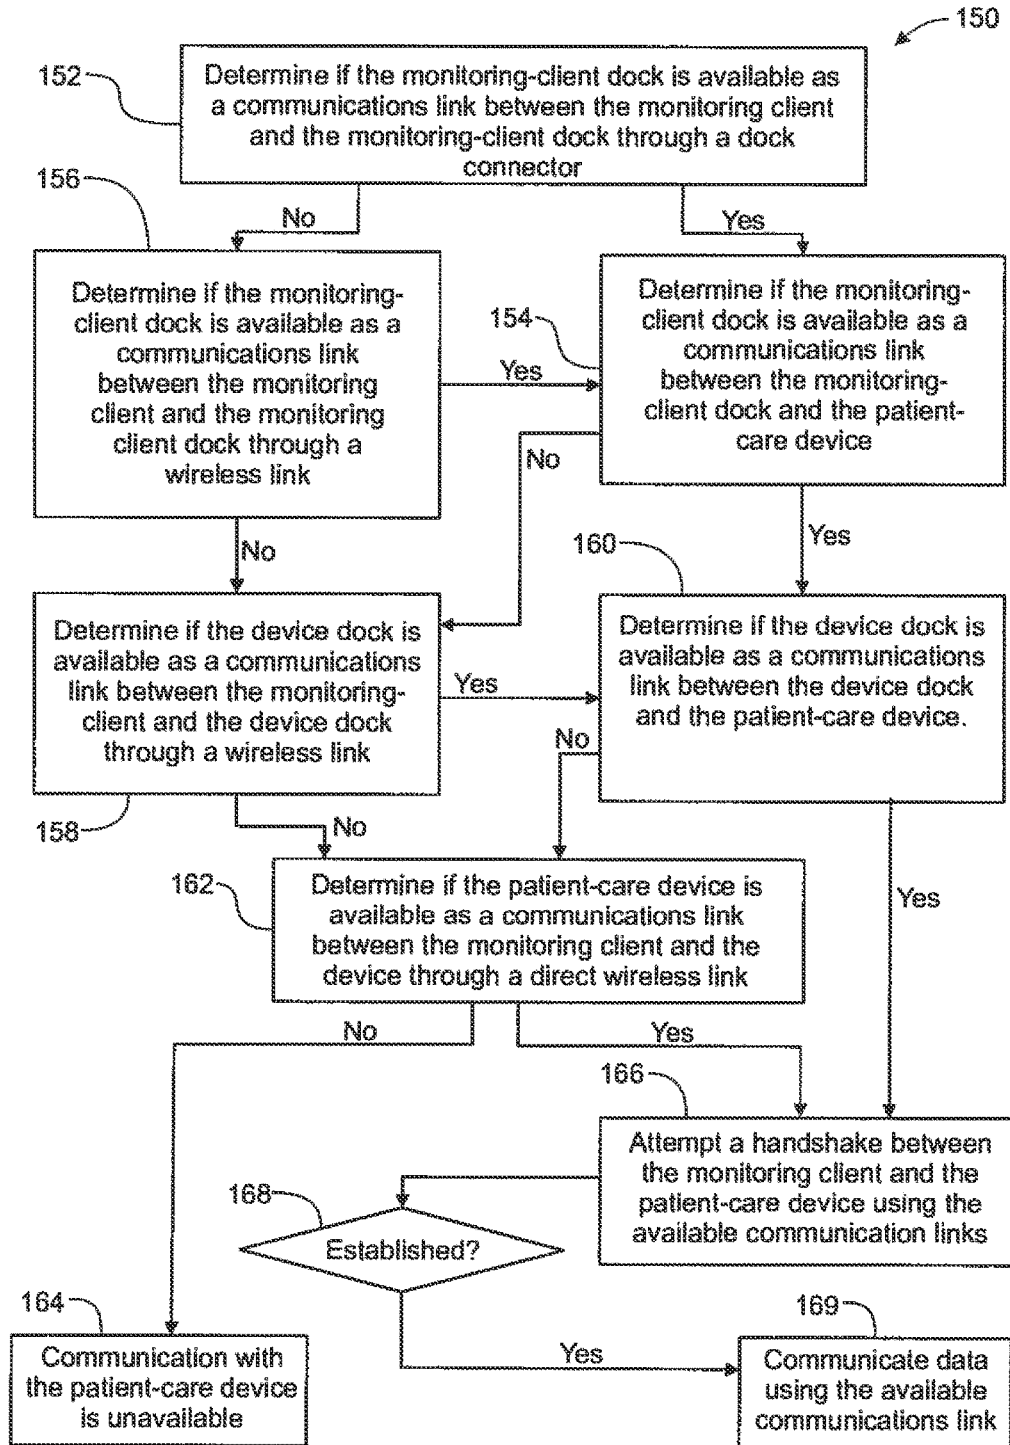 150
152
Determine if the monitoring-client dock is available as
a communications link between the monitoring client
and the monitoring-client dock through a dock
connector
156
No
Yes
Determine if the monitoring-
client dock is available as a
communications link
between the monitoring
client and the monitoring
client dock through a
wireless link
154
Yes
Determine if the monitoring-
client dock is available as a
communications link
between the monitoring-
client dock and the patient-
care device
No
No
Yes
160
Determine if the device dock is
available as a communications
link between the monitoring-
client and the device dock
through a wireless link
158
Yes
Determine if the device dock is
available as a communications
link between the device dock
and the patient-care device.
No
No
Yes
162
Determine if the patient-care device is
available as a communications link
between the monitoring client and the
device through a direct wireless link
No
Yes
166
Attempt a handshake between
the monitoring client and the
patient-care device using the
available communication links
168
Established?
164
Communication with
the patient-care device
is unavailable
Yes
169
Communicate data
using the available
communications link